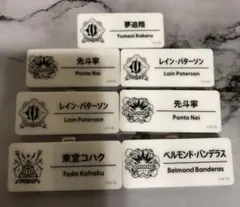 夢追翔
Yumeoi Kakeru
先斗寧
Ponto Nei
レイン・パターソン
Lain Paterson
レイン・パターソン
Lain Paterson
先斗寧
Ponto Nei
東堂コハク
Todo Kohaku
ベルモンド・バンデラス
Belmond Banderas